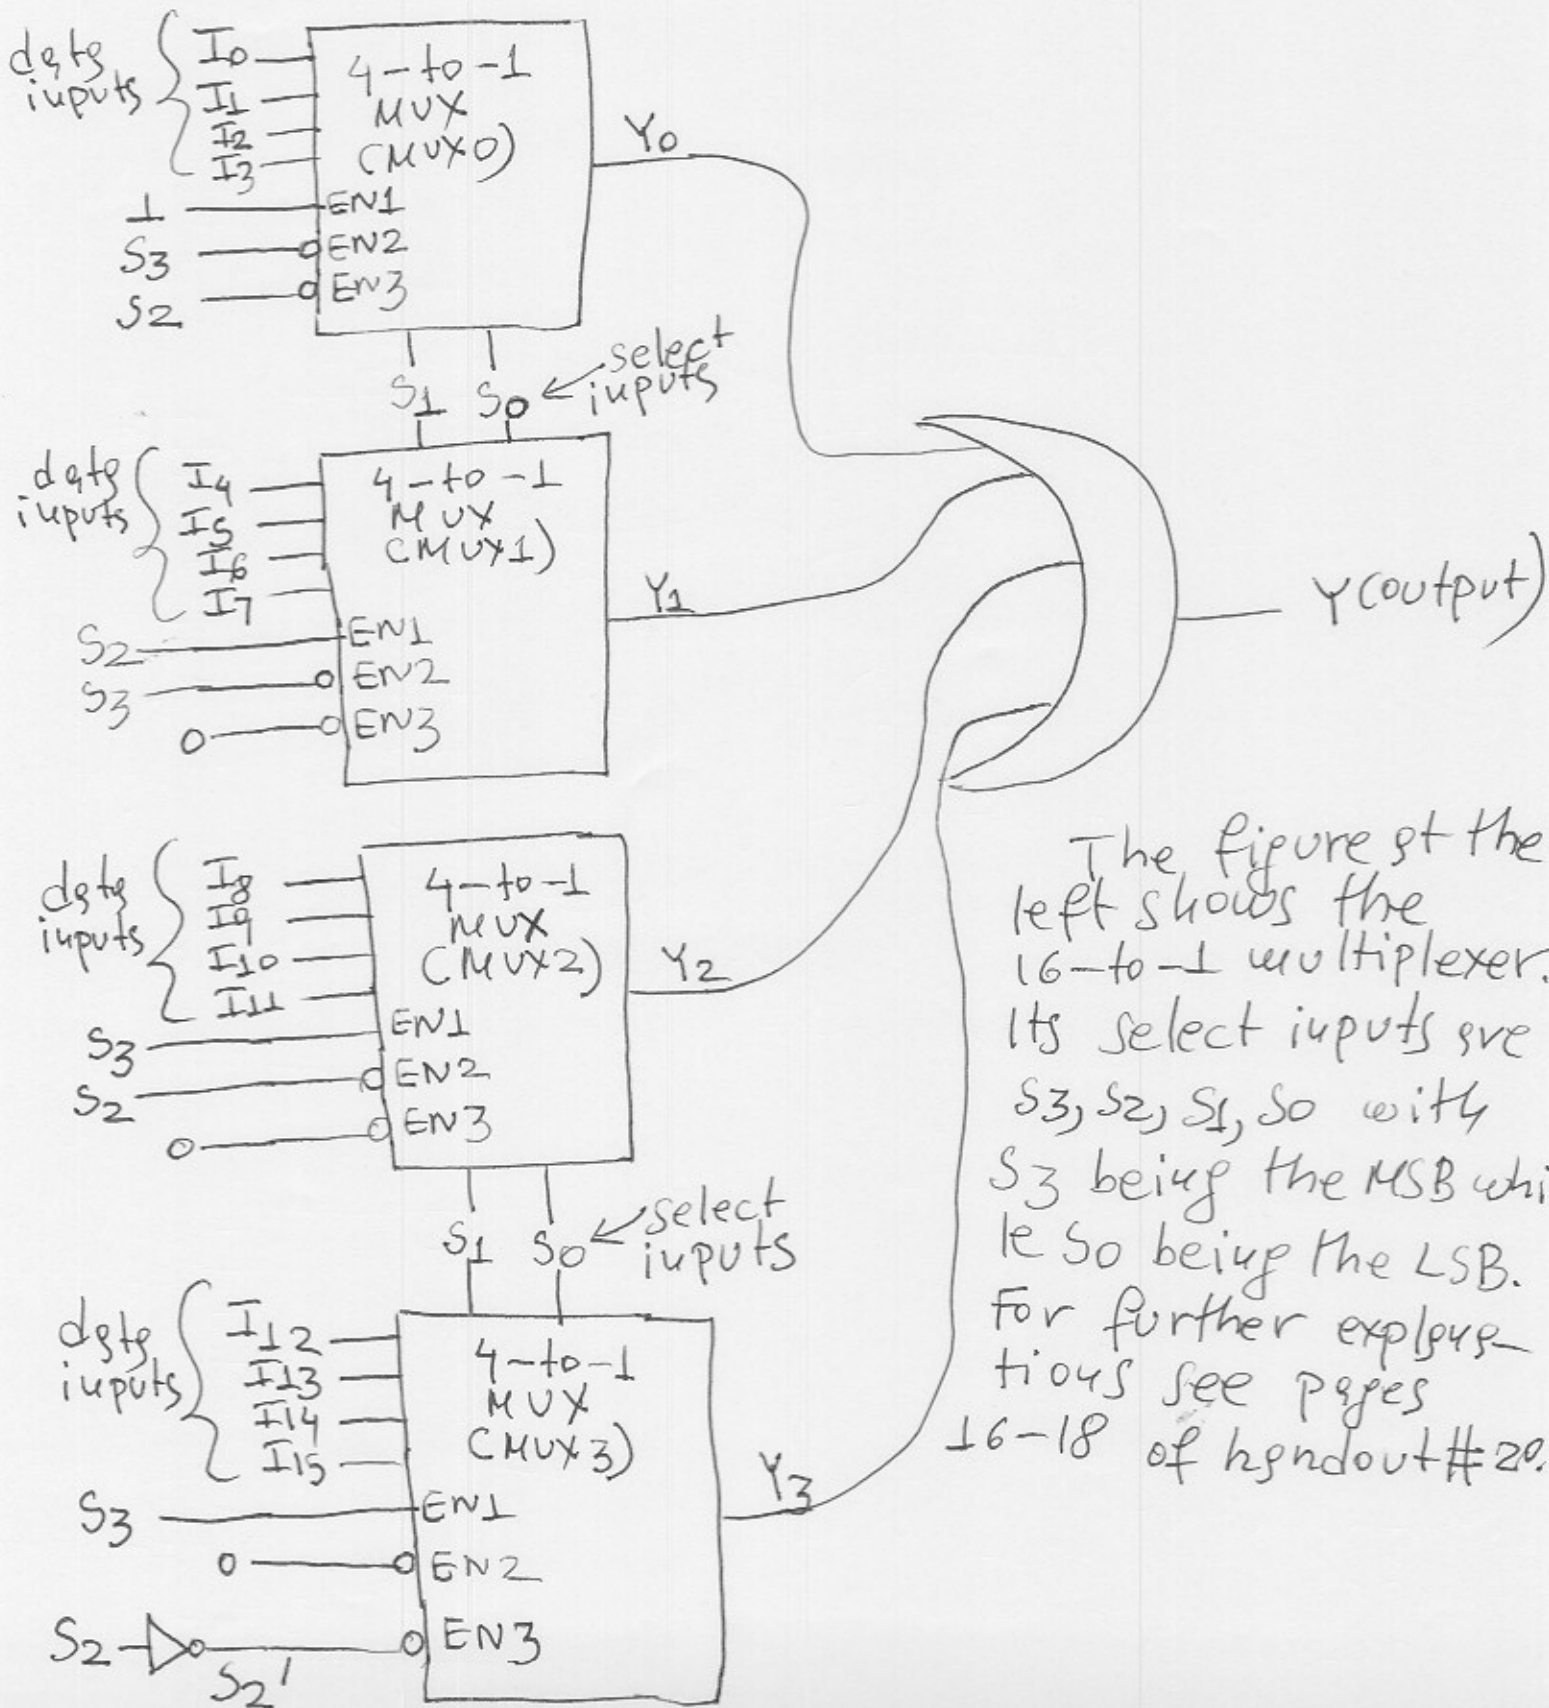 data
inputs
I0
I1
I2
I3
1
S3
S2
4-to-1
MUX
(MUX0)
EN1
EN2
EN3
Y0
S1 S0
select
inputs
data
inputs
I4
I5
I6
I7
S2
S3
0
4-to-1
MUX
(MUX1)
EN1
EN2
EN3
Y1
Y(output)
data
inputs
I8
I9
I10
I11
S3
S2
0
4-to-1
MUX
(MUX2)
EN1
EN2
EN3
Y2
S1 S0
select
inputs
data
inputs
I12
I13
I14
I15
S3
0
S2
S2'
4-to-1
MUX
(MUX3)
EN1
EN2
EN3
Y3
The figure at the
left shows the
16-to-1 multiplexer.
Its select inputs are
S3, S2, S1, S0 with
S3 being the MSB whi
le S0 being the LSB.
For further explana-
tions see pages
16-18 of handout #20.